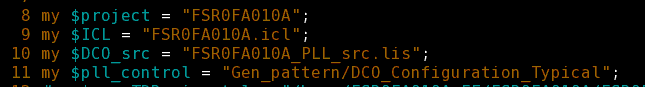 8 my $project = "FSR0FA010A";
9 my $ICL = "FSR0FA010A.icl";
10 my $DCO_src = "FSR0FA010A_PLL_src.lis";
11 my $pll_control = "Gen_pattern/DCO_Configuration_Typical";